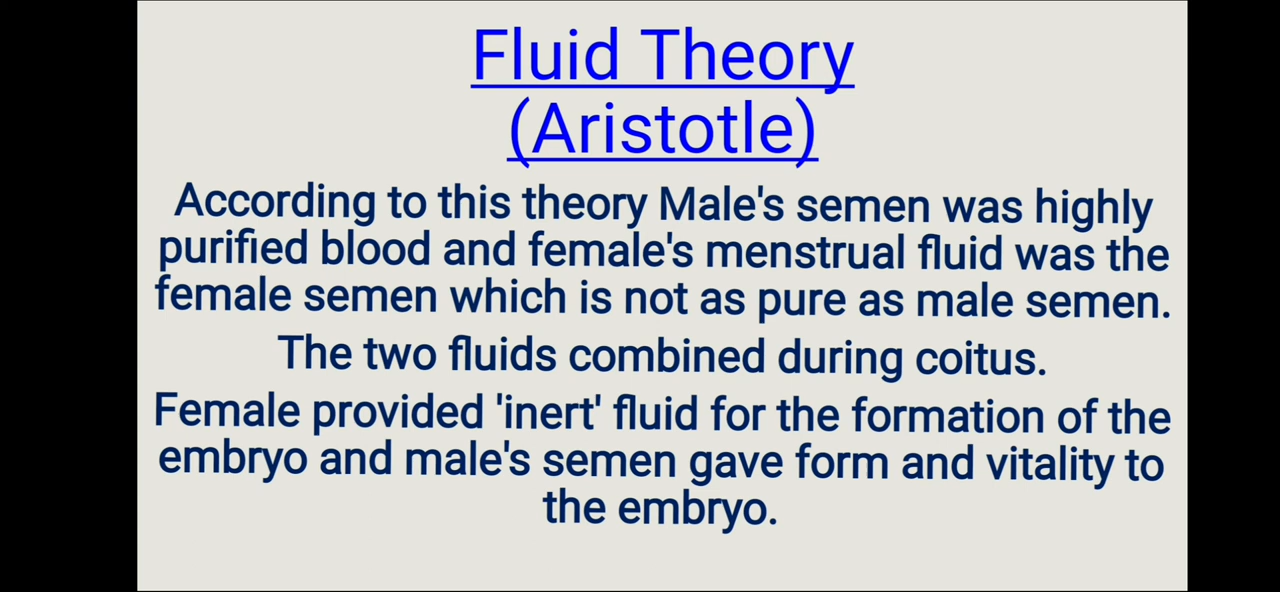 Fluid Theory
(Aristotle)
According to this theory Male's semen was highly
purified blood and female's menstrual fluid was the
female semen which is not as pure as male semen.
The two fluids combined during coitus.
Female provided 'inert' fluid for the formation of the
embryo and male's semen gave form and vitality to
the embryo.